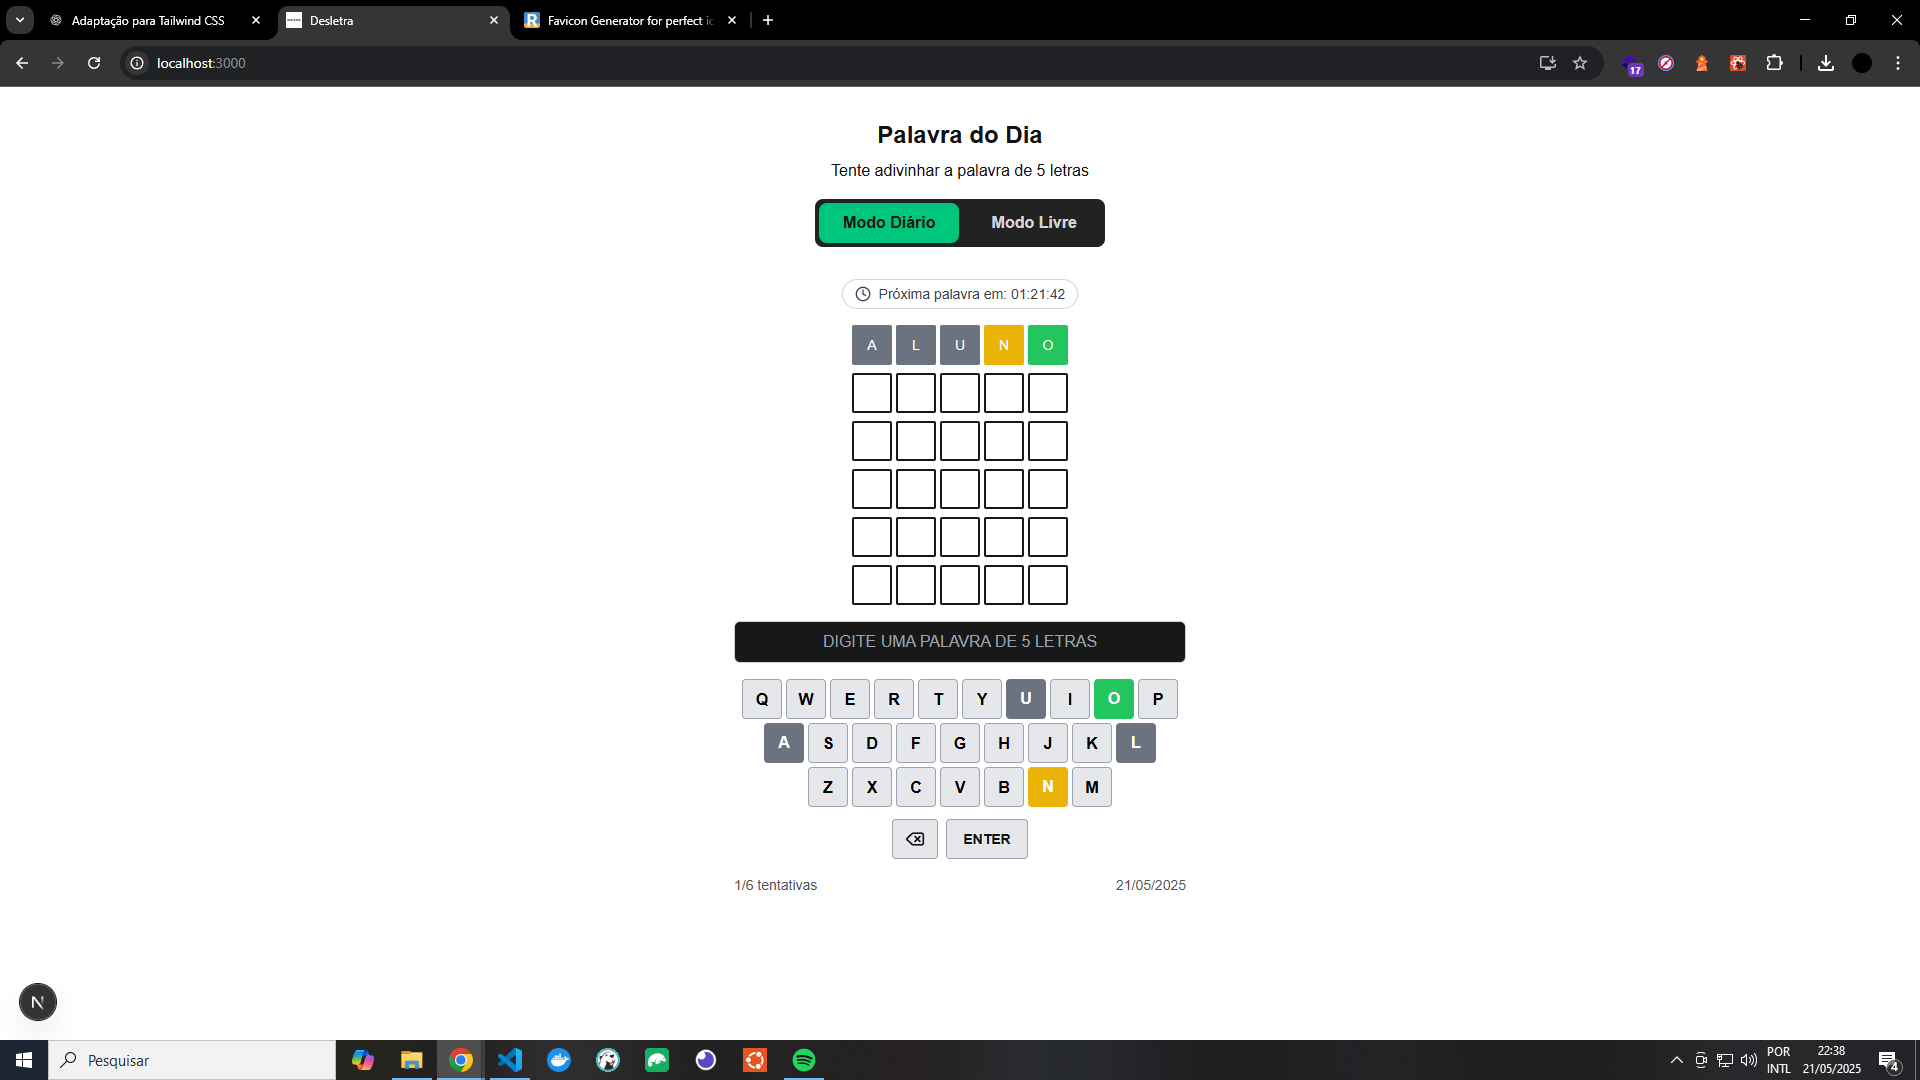 Adaptação para Tailwind CSS
Desletra
Favicon Generator for perfect ic
localhost:3000
17
Palavra do Dia
Tente adivinhar a palavra de 5 letras
Modo Diário Modo Livre
Próxima palavra em: 01:21:42
A L U N O
DIGITE UMA PALAVRA DE 5 LETRAS
Q W E R T Y U I O P
A S D F G H J K L
Z X C V B N M
ENTER
1/6 tentativas 21/05/2025
N
Pesquisar
POR
INTL
22:38
21/05/2025
4